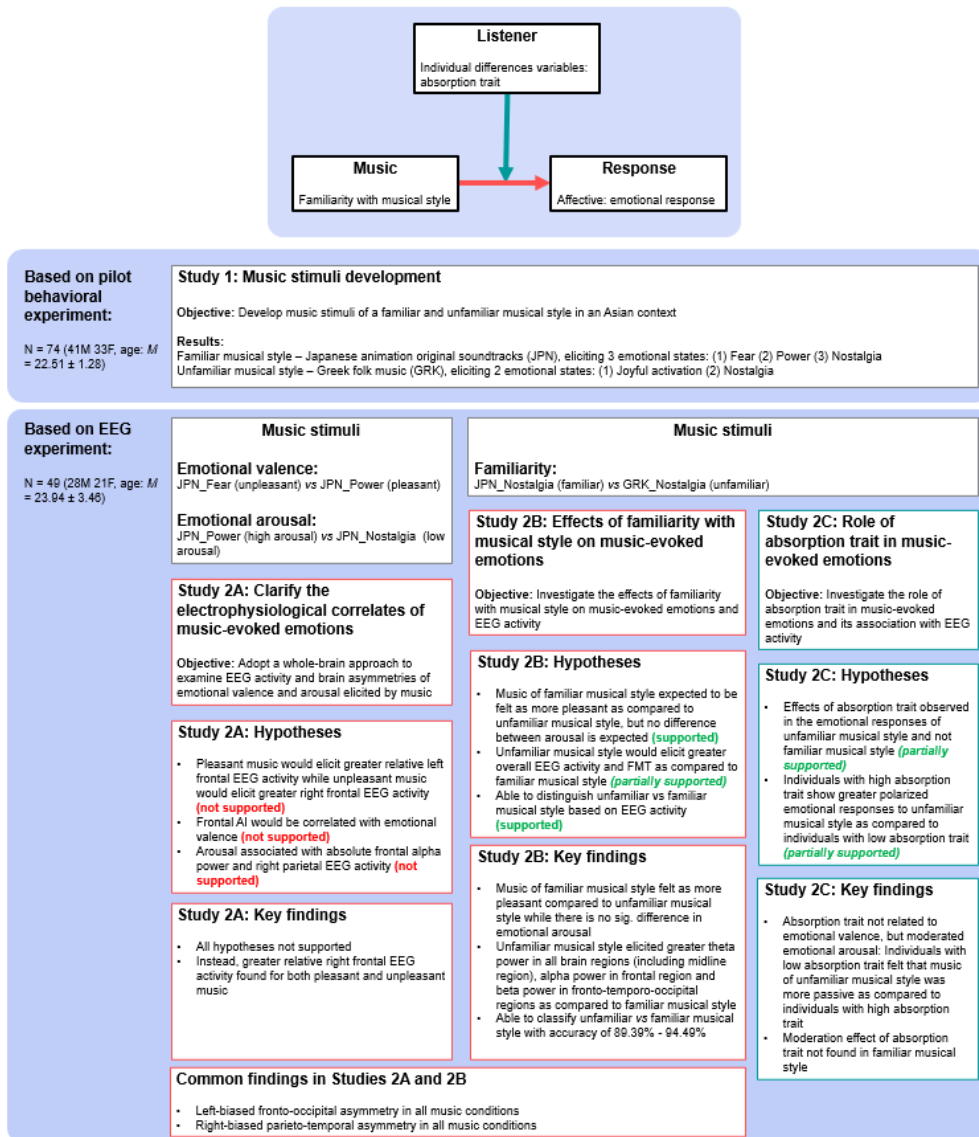 Listener
Individual differences variables:
absorption trait
Music
Familiarity with musical style
Response
Affective: emotional response
Based on pilot
behavioral
experiment:
N = 74 (41M 33F, age: M
= 22.51 ± 1.28)
Study 1: Music stimuli development
Objective: Develop music stimuli of a familiar and unfamiliar musical style in an Asian context
Results:
Familiar musical style – Japanese animation original soundtracks (JPN), eliciting 3 emotional states: (1) Fear (2) Power (3) Nostalgia
Unfamiliar musical style – Greek folk music (GRK), eliciting 2 emotional states: (1) Joyful activation (2) Nostalgia
Based on EEG
experiment:
N = 49 (28M 21F, age: M
= 23.94 ± 3.46)
Music stimuli
Emotional valence:
JPN_Fear (unpleasant) vs JPN_Power (pleasant)
Emotional arousal:
JPN_Power (high arousal) vs JPN_Nostalgia (low
arousal)
Music stimuli
Familiarity:
JPN_Nostalgia (familiar) vs GRK_Nostalgia (unfamiliar)
Study 2A: Clarify the
electrophysiological correlates of
music-evoked emotions
Objective: Adopt a whole-brain approach to
examine EEG activity and brain asymmetries of
emotional valence and arousal elicited by music
Study 2A: Hypotheses
• Pleasant music would elicit greater relative left
frontal EEG activity while unpleasant music
would elicit greater right frontal EEG activity
(not supported)
• Frontal AI would be correlated with emotional
valence (not supported)
• Arousal associated with absolute frontal alpha
power and right parietal EEG activity (not
supported)
Study 2A: Key findings
• All hypotheses not supported
• Instead, greater relative right frontal EEG
activity found for both pleasant and unpleasant
music
Study 2B: Effects of familiarity with
musical style on music-evoked
emotions
Objective: Investigate the effects of familiarity
with musical style on music-evoked emotions and
EEG activity
Study 2B: Hypotheses
• Music of familiar musical style expected to be
felt as more pleasant as compared to
unfamiliar musical style, but no difference
between arousal is expected (supported)
• Unfamiliar musical style would elicit greater
overall EEG activity and FMT as compared to
familiar musical style (partially supported)
• Able to distinguish unfamiliar vs familiar
musical style based on EEG activity
(supported)
Study 2B: Key findings
• Music of familiar musical style felt as more
pleasant compared to unfamiliar musical
style while there is no sig. difference in
emotional arousal
• Unfamiliar musical style elicited greater theta
power in all brain regions (including midline
region), alpha power in frontal region and
beta power in fronto-temporo-occipital
regions as compared to familiar musical style
• Able to classify unfamiliar vs familiar musical
style with accuracy of 89.39% - 94.49%
Study 2C: Role of
absorption trait in music-
evoked emotions
Objective: Investigate the role of
absorption trait in music-evoked
emotions and its association with EEG
activity
Study 2C: Hypotheses
• Effects of absorption trait observed
in the emotional responses of
unfamiliar musical style and not
familiar musical style (partially
supported)
• Individuals with high absorption
trait show greater polarized
emotional responses to unfamiliar
musical style as compared to
individuals with low absorption trait
(partially supported)
Study 2C: Key findings
• Absorption trait not related to
emotional valence, but moderated
emotional arousal: Individuals with
low absorption trait felt that music
of unfamiliar musical style was
more passive as compared to
individuals with high absorption
trait
• Moderation effect of absorption
trait not found in familiar musical
style
Common findings in Studies 2A and 2B
• Left-biased fronto-occipital asymmetry in all music conditions
• Right-biased parieto-temporal asymmetry in all music conditions